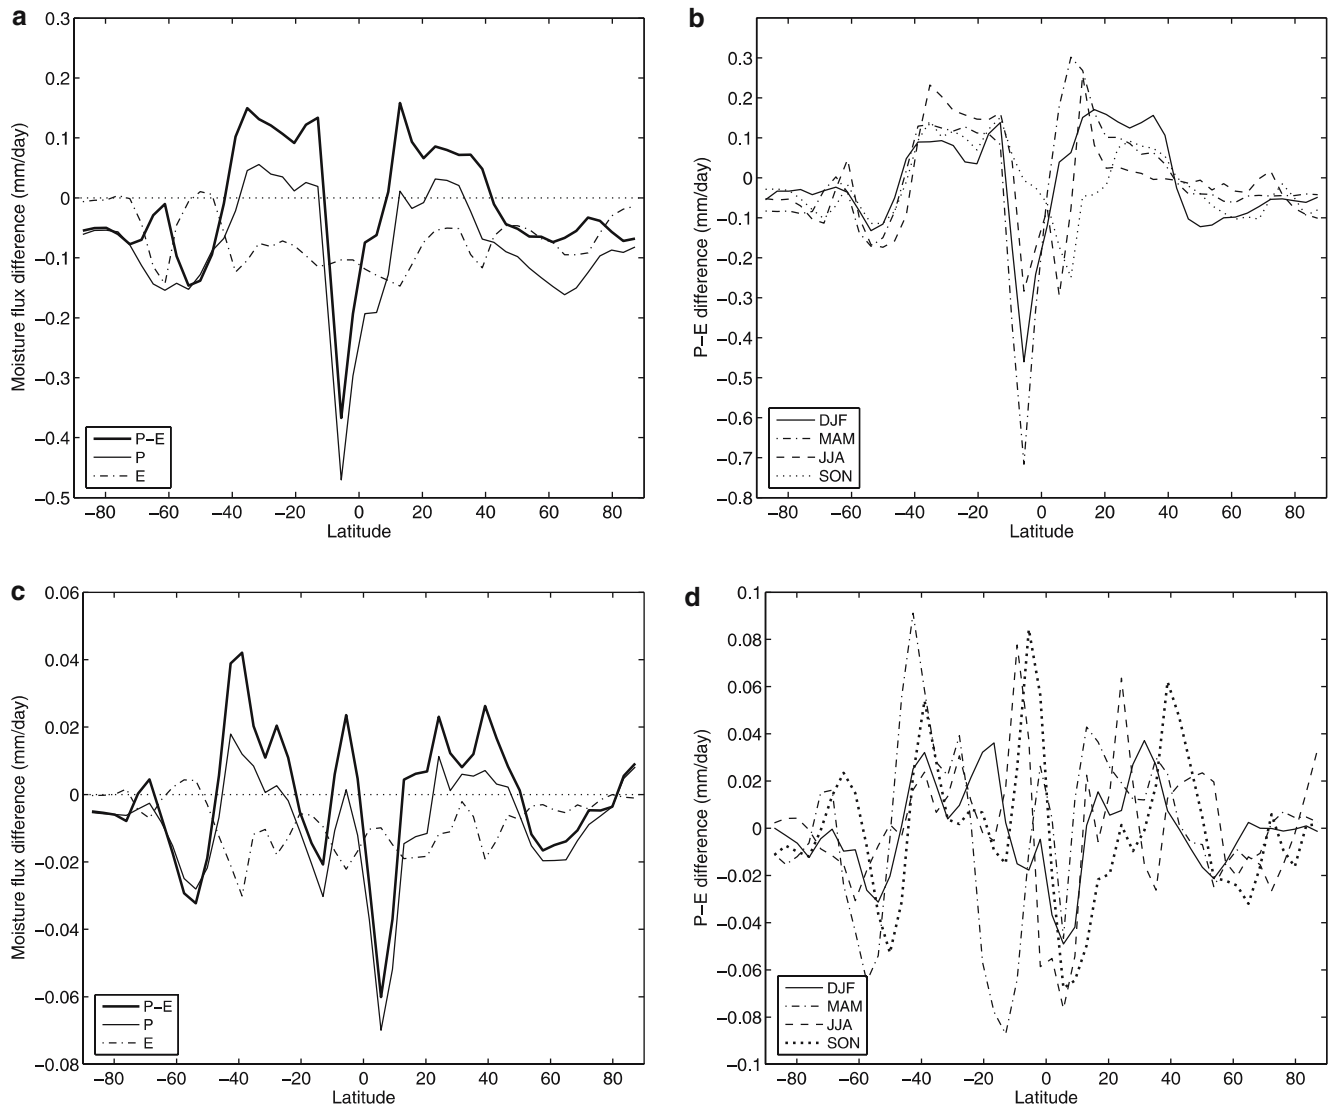 a
0.3
0.2
0.1
0
−0.1
−0.2
−0.3
−0.4
−0.5
Moisture flux difference (mm/day)
P−E
P
E
−80 −60 −40 −20 0 20 40 60 80
Latitude
b
0.3
0.2
0.1
0
−0.1
−0.2
−0.3
−0.4
−0.5
−0.6
−0.7
−0.8
P−E difference (mm/day)
DJF
MAM
JJA
SON
−80 −60 −40 −20 0 20 40 60 80
Latitude
c
0.06
0.04
0.02
0
−0.02
−0.04
−0.06
−0.08
Moisture flux difference (mm/day)
P−E
P
E
−80 −60 −40 −20 0 20 40 60 80
Latitude
d
0.1
0.08
0.06
0.04
0.02
0
−0.02
−0.04
−0.06
−0.08
−0.1
P−E difference (mm/day)
DJF
MAM
JJA
SON
−80 −60 −40 −20 0 20 40 60 80
Latitude